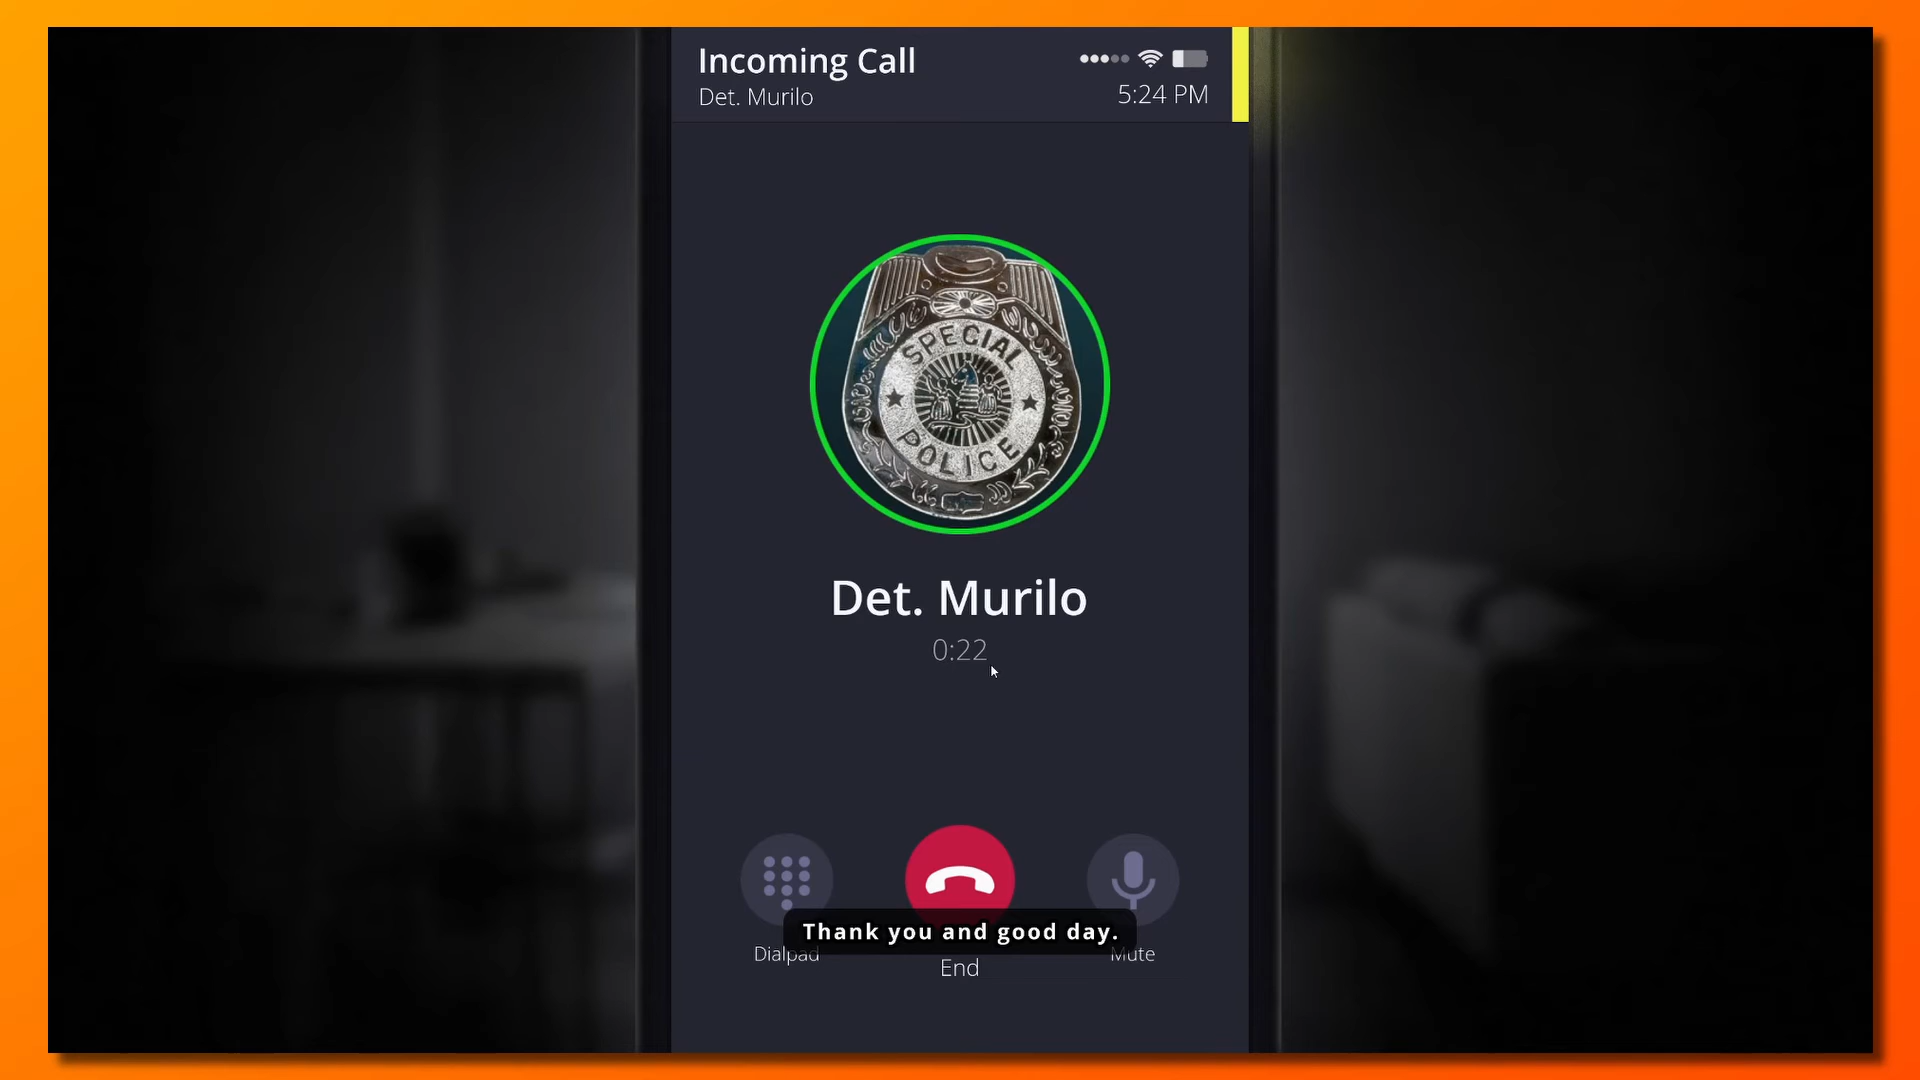 Incoming Call
Det. Murilo
5:24 PM
SPECIAL
POLICE
Det. Murilo
0:22
Thank you and good day.
Dialpad
End
Mute